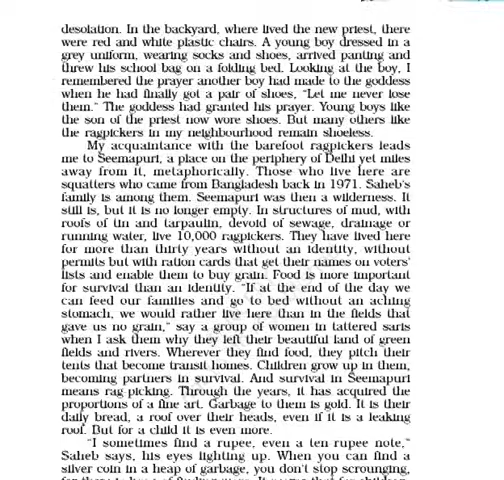 desolation. In the backyard, where lived the new priest, there
were red and white plastic chairs. A young boy dressed in a
grey uniform, wearing socks and shoes, arrived panting and
threw his school bag on a folding bed. Looking at the boy, I
remembered the prayer another boy had made to the goddess
when he had finally got a pair of shoes, “Let me never lose
them.” The goddess had granted his prayer. Young boys like
the son of the priest now wore shoes. But many others like
the ragpickers in my neighbourhood remain shoeless.
My acquaintance with the barefoot ragpickers leads
me to Seemapuri, a place on the periphery of Delhi yet miles
away from it, metaphorically. Those who live here are
squatters who came from Bangladesh back in 1971. Saheb's
family is among them. Seemapuri was then a wilderness. It
still is, but it is no longer empty. In structures of mud, with
roofs of tin and tarpaulin, devoid of sewage, drainage or
running water, live 10,000 ragpickers. They have lived here
for more than thirty years without an identity, without
permits but with ration cards that get their names on voters'
lists and enable them to buy grain. Food is more important
for survival than an identity. “If at the end of the day we
can feed our families and go to bed without an aching
stomach, we would rather live here than in the fields that
gave us no grain,” say a group of women in tattered saris
when I ask them why they left their beautiful land of green
fields and rivers. Wherever they find food, they pitch their
tents that become transit homes. Children grow up in them,
becoming partners in survival. And survival in Seemapuri
means rag-picking. Through the years, it has acquired the
proportions of a fine art. Garbage to them is gold. It is their
daily bread, a roof over their heads, even if it is a leaking
roof. But for a child it is even more.
“I sometimes find a rupee, even a ten-rupee note,”
Saheb says, his eyes lighting up. When you can find a
silver coin in a heap of garbage, you don't stop scrounging,